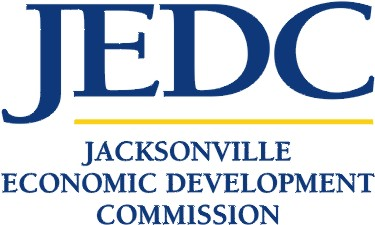 JEDC
JACKSONVILLE
ECONOMIC DEVELOPMENT
COMMISSION